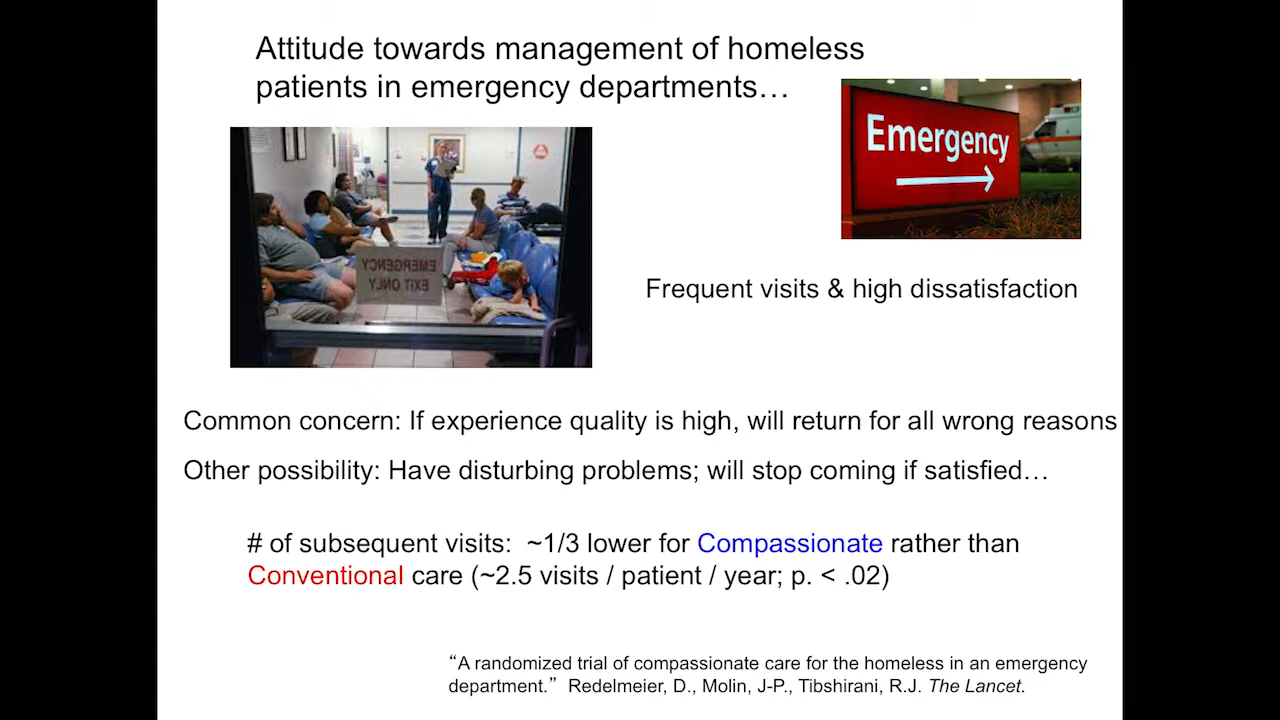 Attitude towards management of homeless
patients in emergency departments…
Emergency
EMERGENCY
EXIT ONLY
Frequent visits & high dissatisfaction
Common concern: If experience quality is high, will return for all wrong reasons
Other possibility: Have disturbing problems; will stop coming if satisfied…
# of subsequent visits:  ~1/3 lower for Compassionate rather than
Conventional care (~2.5 visits / patient / year; p. < .02)
“A randomized trial of compassionate care for the homeless in an emergency
department.”  Redelmeier, D., Molin, J-P., Tibshirani, R.J. The Lancet.